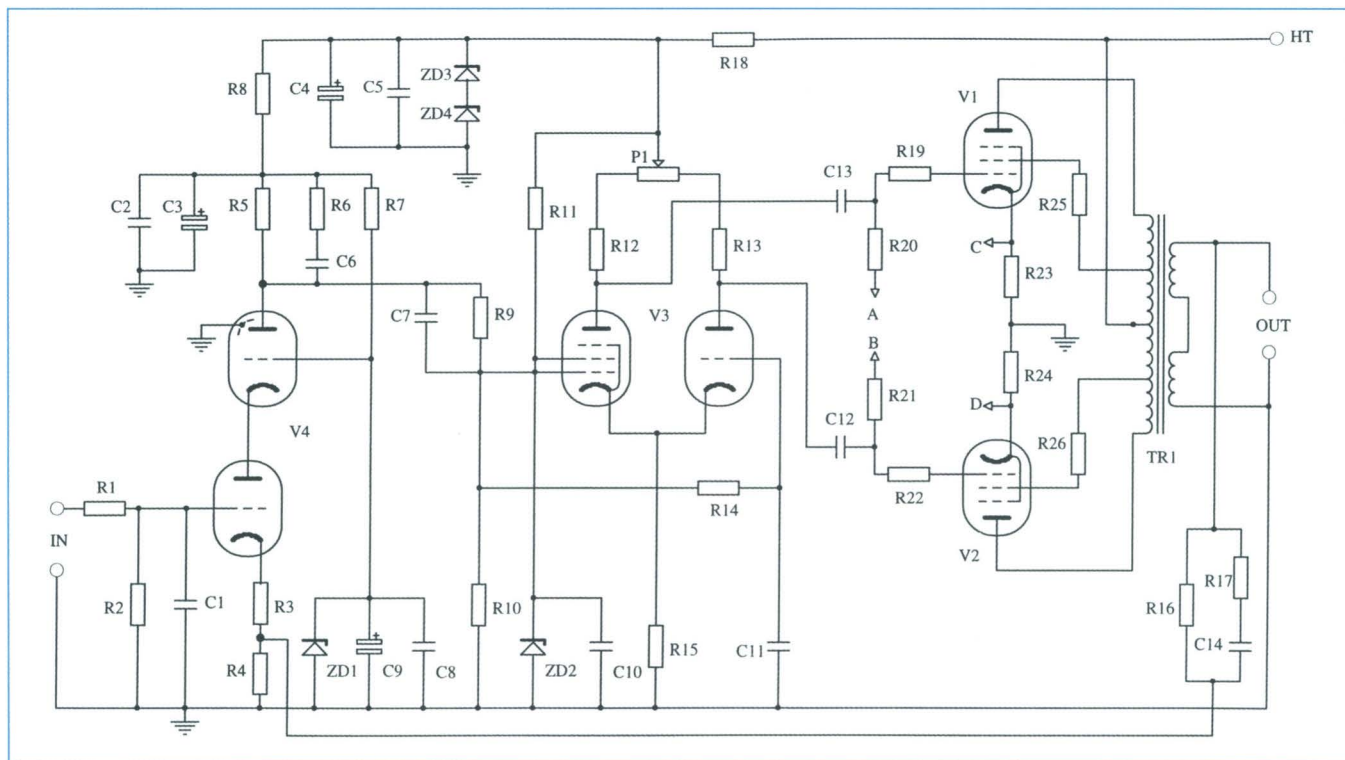 HT
R18
R8
C4
+
C5
ZD3
ZD4
V1
P1
C13
R19
C2
C3
+
R5
R6
R7
R11
R25
C6
R12
R13
R20
C
R23
C7
R9
V3
A
OUT
B
R24
R21
D
C12
R26
V4
TR1
R1
R14
R22
IN
V2
R17
R2
C1
R3
R10
R16
+
R15
C11
C14
R4
ZD1
C9
C8
ZD2
C10